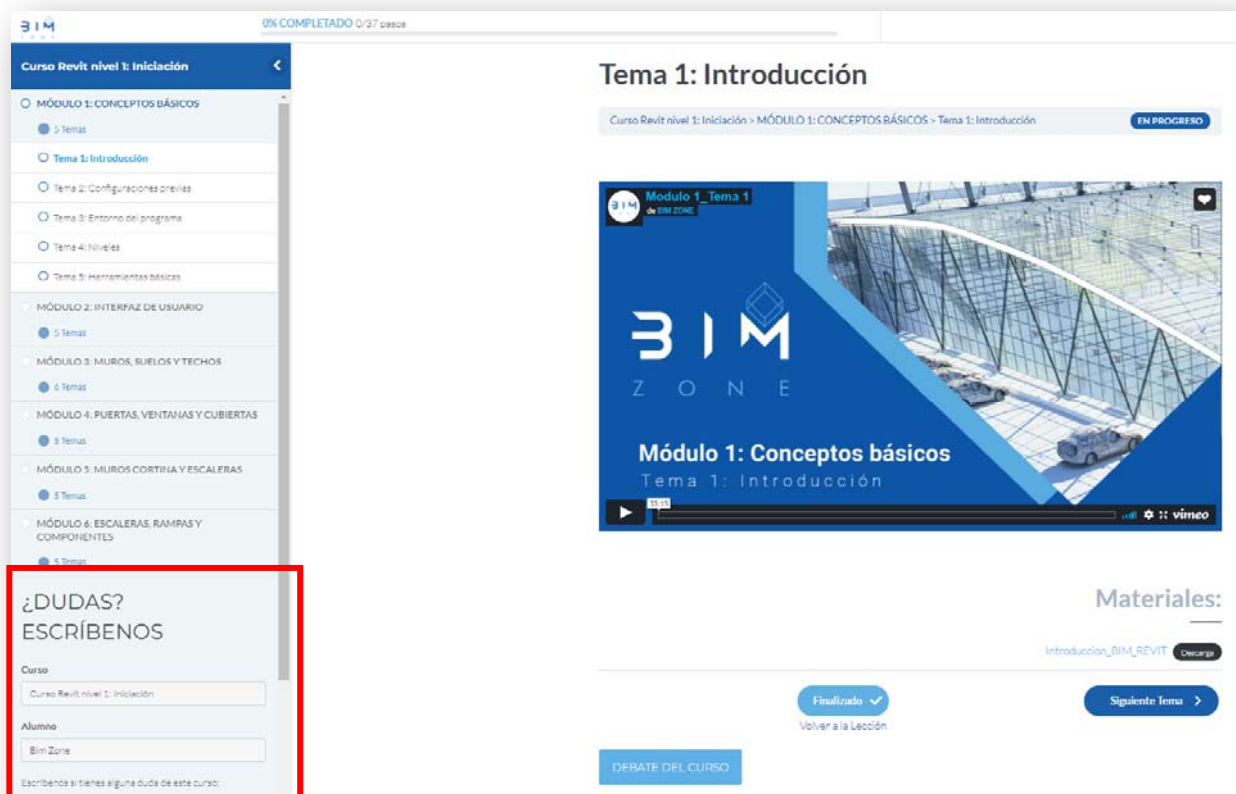 BIM
ZONE
0% COMPLETADO 0/37 pasos
Curso Revit nivel 1: Iniciación
MÓDULO 1: CONCEPTOS BÁSICOS
5 Temas
Tema 1: Introducción
Tema 2: Configuraciones previas
Tema 3: Entorno del programa
Tema 4: Niveles
Tema 5: Herramientas básicas
MÓDULO 2: INTERFAZ DE USUARIO
5 Temas
MÓDULO 3: MUROS, SUELOS Y TECHOS
6 Temas
MÓDULO 4: PUERTAS, VENTANAS Y CUBIERTAS
5 Temas
MÓDULO 5: MUROS CORTINA Y ESCALERAS
5 Temas
MÓDULO 6: ESCALERAS, RAMPAS Y
COMPONENTES
5 Temas
¿DUDAS?
ESCRÍBENOS
Curso
Curso Revit nivel 1: Iniciación
Alumno
Bim Zone
Escríbenos si tienes alguna duda de este curso:
Tema 1: Introducción
Curso Revit nivel 1: Iniciación > MÓDULO 1: CONCEPTOS BÁSICOS > Tema 1: Introducción
EN PROGRESO
BIM
Modulo 1_Tema 1
de BIM ZONE
BIM
ZONE
Módulo 1: Conceptos básicos
Tema 1: Introducción
vimeo
Materiales:
Introduccion_BIM_REVIT Descarga
Finalizado
Siguiente Tema
Volver a la Lección
DEBATE DEL CURSO